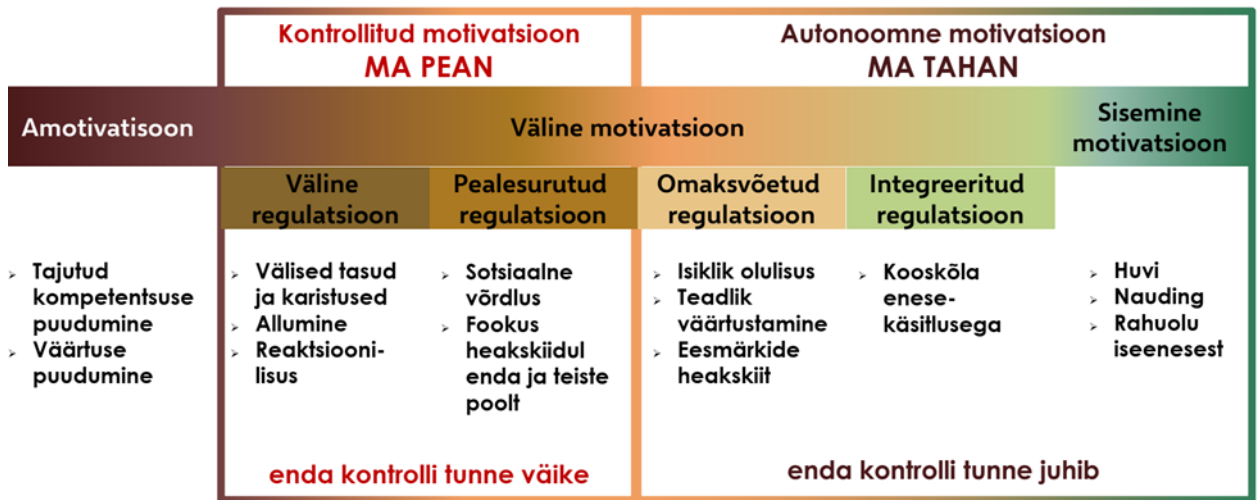 Kontrollitud motivatsioon
MA PEAN
Autonoomne motivatsioon
MA TAHAN
Amotivatisoon
Väline motivatsioon
Sisemine
motivatsioon
Väline
regulatsioon
Pealesurutud
regulatsioon
Omaksvõetud
regulatsioon
Integreeritud
regulatsioon
Tajutud
kompetentsuse
puudumine
Väärtuse
puudumine
Välised tasud
ja karistused
Allumine
Reaktsiooni-
lisus
Sotsiaalne
võrdlus
Fookus
heakskiidul
enda ja teiste
poolt
Isiklik olulisus
Teadlik
väärtustamine
Eesmärkide
heakskiit
Kooskõla
enese-
käsitlusega
Huvi
Nauding
Rahuolu
iseenesest
enda kontrolli tunne väike
enda kontrolli tunne juhib